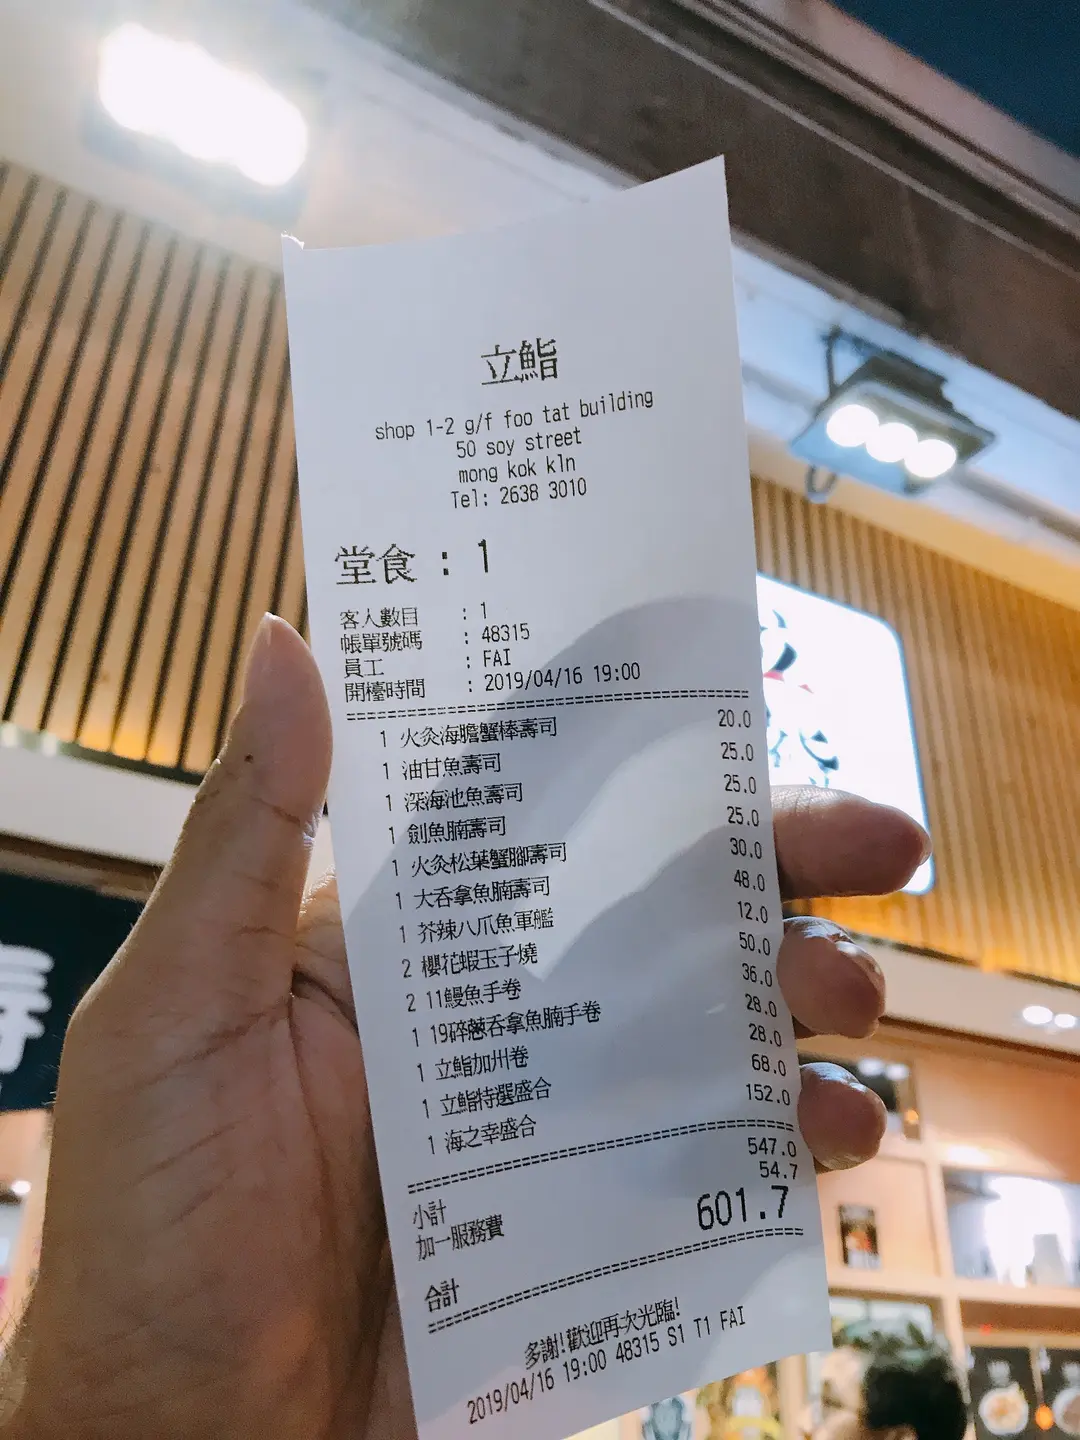 立鮨
shop 1-2 g/f foo tat building
50 soy street
mong kok kln
Tel: 2638 3010
堂食 : 1
客人數目 : 1
帳單號碼 : 48315
員工 : FAI
開檯時間 : 2019/04/16 19:00
1 火灸海膽蟹棒壽司 20.0
1 油甘魚壽司 25.0
1 深海池魚壽司 25.0
1 劍魚腩壽司 25.0
1 火灸松葉蟹腳壽司 30.0
1 大吞拿魚腩壽司 48.0
1 芥辣八爪魚軍艦 12.0
2 櫻花蝦玉子燒 50.0
2 11鰻魚手卷 36.0
1 19碎蔥吞拿魚腩手卷 28.0
1 立鮨加州卷 28.0
1 立鮨特選盛合 68.0
1 海之幸盛合 152.0
小計 547.0
加一服務費 54.7
合計 601.7
多謝!歡迎再次光臨!
2019/04/16 19:00 48315 S1 T1 FAI